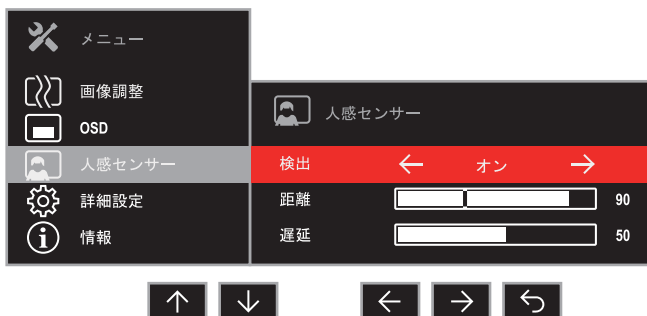 メニュー
画像調整
OSD
人感センサー
詳細設定
情報
人感センサー
検出 オン
距離 90
遅延 50